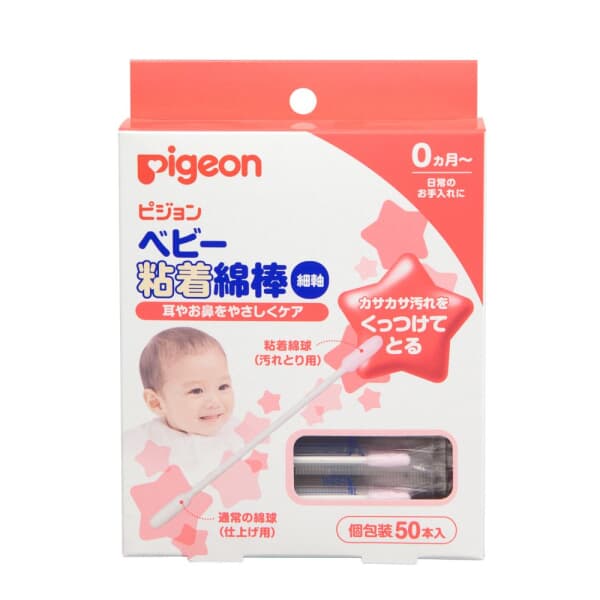 Pigeon
0ヵ月～
日常の
お手入れに
ピジョン
ベビー
粘着綿棒 細軸
耳やお鼻をやさしくケア
カサカサ汚れを
くっつけて
とる
粘着綿球
（汚れとり用）
通常の綿球
（仕上げ用）
個包装50本入